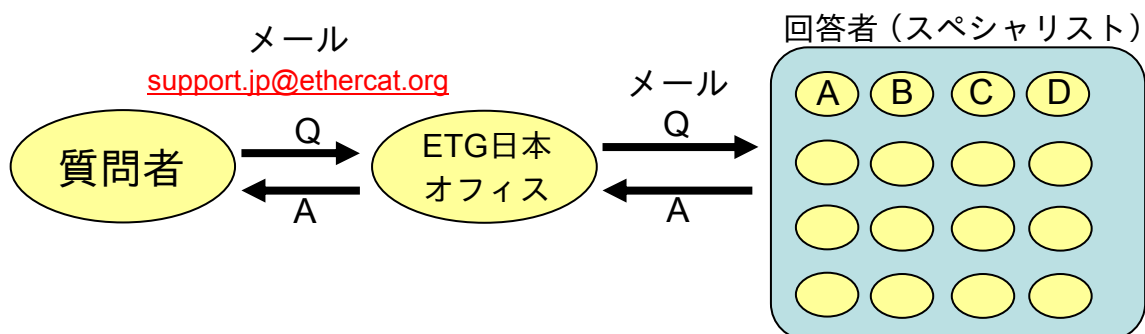 回答者（スペシャリスト）
メール
support.jp@ethercat.org
メール
A B C D
Q
Q
質問者
ETG日本
オフィス
A
A